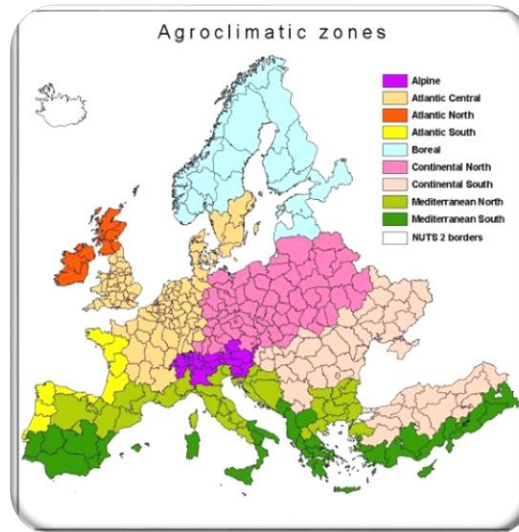 Agroclimatic zones
Alpine
Atlantic Central
Atlantic North
Atlantic South
Boreal
Continental North
Continental South
Mediterranean North
Mediterranean South
NUTS 2 borders